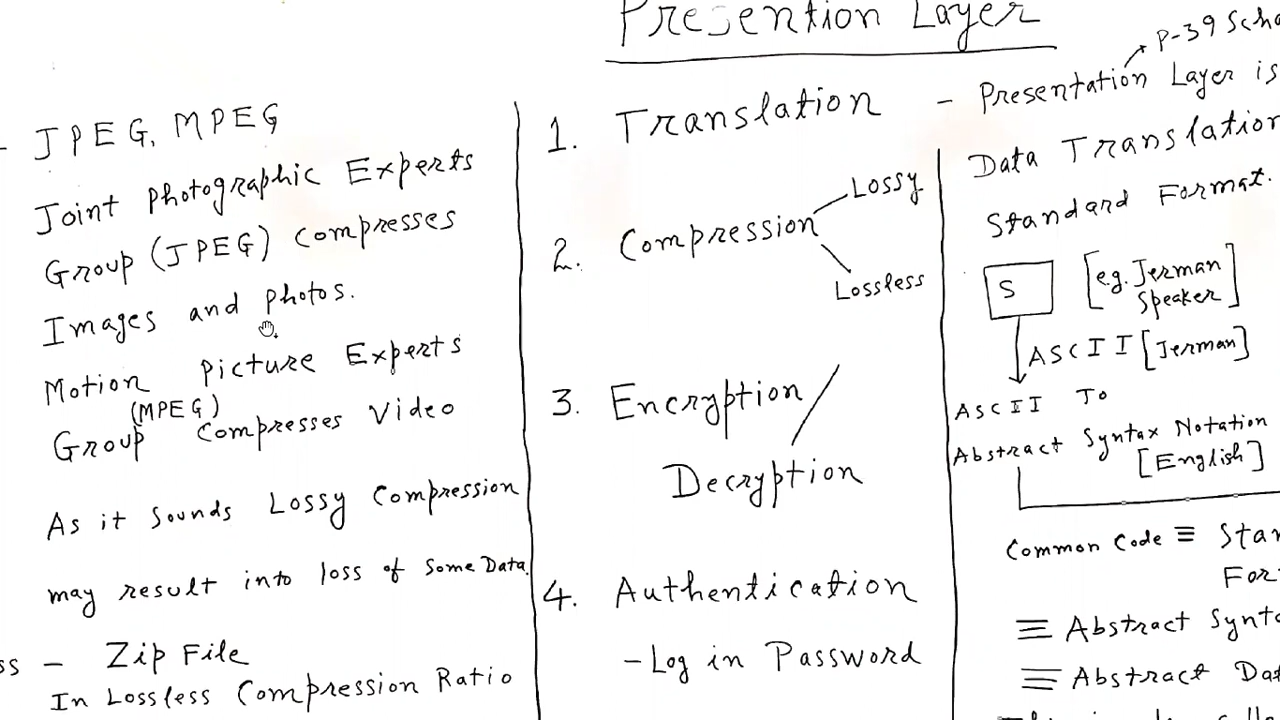 Presention Layer
- JPEG, MPEG
Joint Photographic Experts
Group (JPEG) compresses
Images and Photos.
Motion Picture Experts
(MPEG)
Group Compresses Video
As it sounds Lossy Compression
may result into loss of some Data.
ss - Zip File
In Lossless Compression Ratio
1. Translation
2. Compression
Lossy
Lossless
3. Encryption /
Decryption
4. Authentication
- Log in Password
P-39
- Presentation Layer is
Data Translation
Standard Format.
S [e.g. Jerman
Speaker]
ASCII [Jerman]
ASCII To
Abstract Syntax Notation
[English]
Common Code ≡ Stan
For
≡ Abstract Synta
≡ Abstract Dat